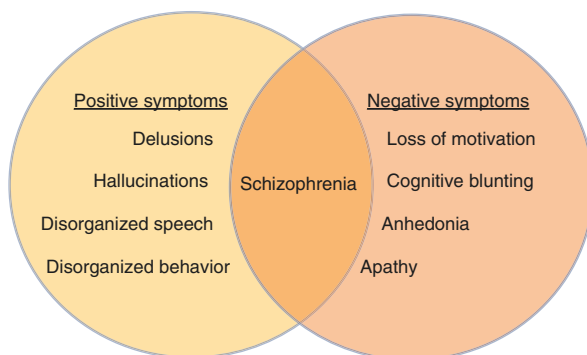 Positive symptoms
Delusions
Hallucinations
Disorganized speech
Disorganized behavior
Schizophrenia
Negative symptoms
Loss of motivation
Cognitive blunting
Anhedonia
Apathy